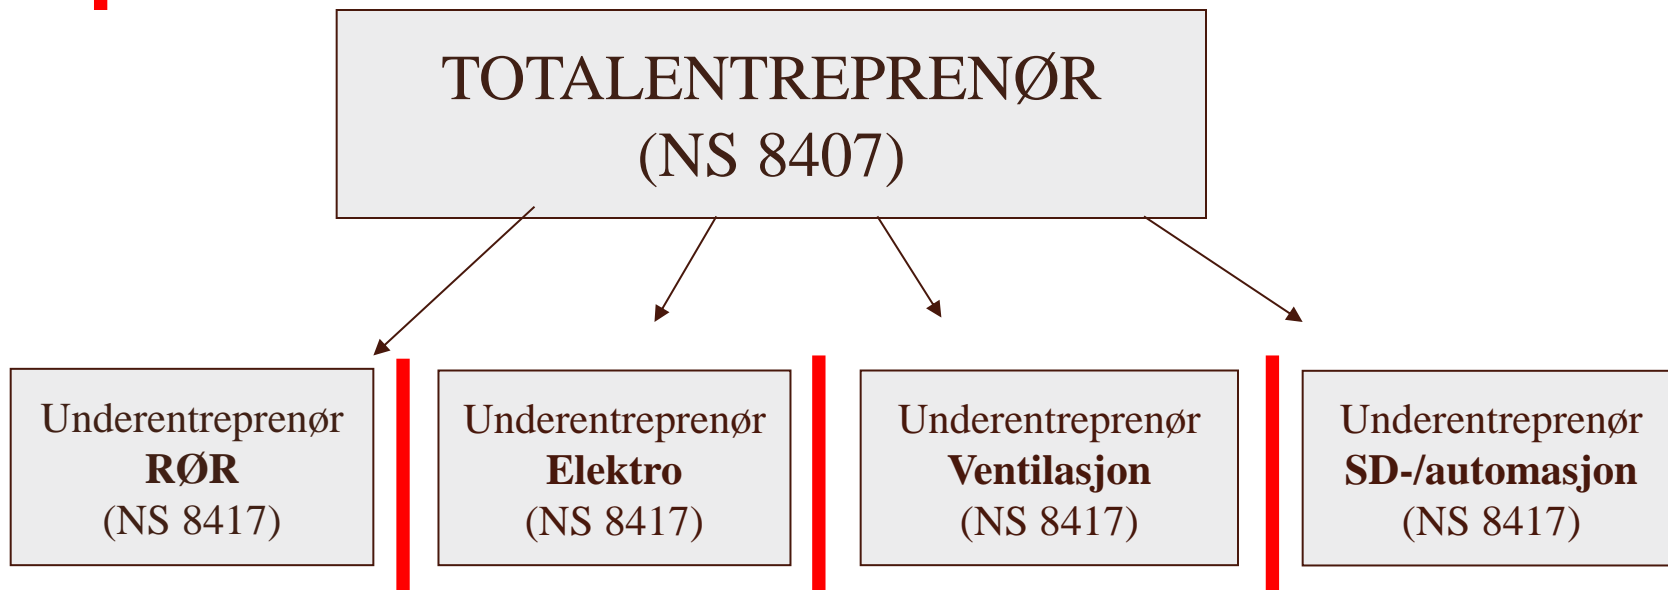 TOTALENTREPRENØR
(NS 8407)
Underentreprenør
RØR
(NS 8417)
Underentreprenør
Elektro
(NS 8417)
Underentreprenør
Ventilasjon
(NS 8417)
Underentreprenør
SD-/automasjon
(NS 8417)